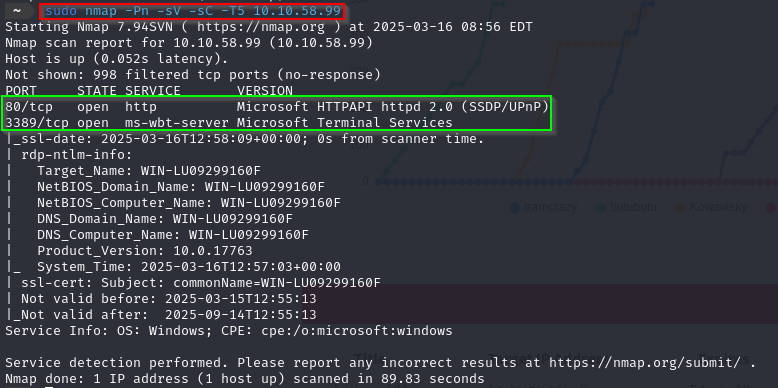 ~ sudo nmap -Pn -sV -sC -T5 10.10.58.99
Starting Nmap 7.94SVN ( https://nmap.org ) at 2025-03-16 08:56 EDT
Nmap scan report for 10.10.58.99 (10.10.58.99)
Host is up (0.052s latency).
Not shown: 998 filtered tcp ports (no-response)
PORT     STATE SERVICE       VERSION
80/tcp   open  http          Microsoft HTTPAPI httpd 2.0 (SSDP/UPnP)
3389/tcp open  ms-wbt-server Microsoft Terminal Services
|_ssl-date: 2025-03-16T12:58:09+00:00; 0s from scanner time.
| rdp-ntlm-info:
|   Target_Name: WIN-LU09299160F
|   NetBIOS_Domain_Name: WIN-LU09299160F
|   NetBIOS_Computer_Name: WIN-LU09299160F
|   DNS_Domain_Name: WIN-LU09299160F
|   DNS_Computer_Name: WIN-LU09299160F
|   Product_Version: 10.0.17763
|_  System_Time: 2025-03-16T12:57:03+00:00
| ssl-cert: Subject: commonName=WIN-LU09299160F
| Not valid before: 2025-03-15T12:55:13
|_Not valid after:  2025-09-14T12:55:13
Service Info: OS: Windows; CPE: cpe:/o:microsoft:windows
Service detection performed. Please report any incorrect results at https://nmap.org/submit/ .
Nmap done: 1 IP address (1 host up) scanned in 89.83 seconds